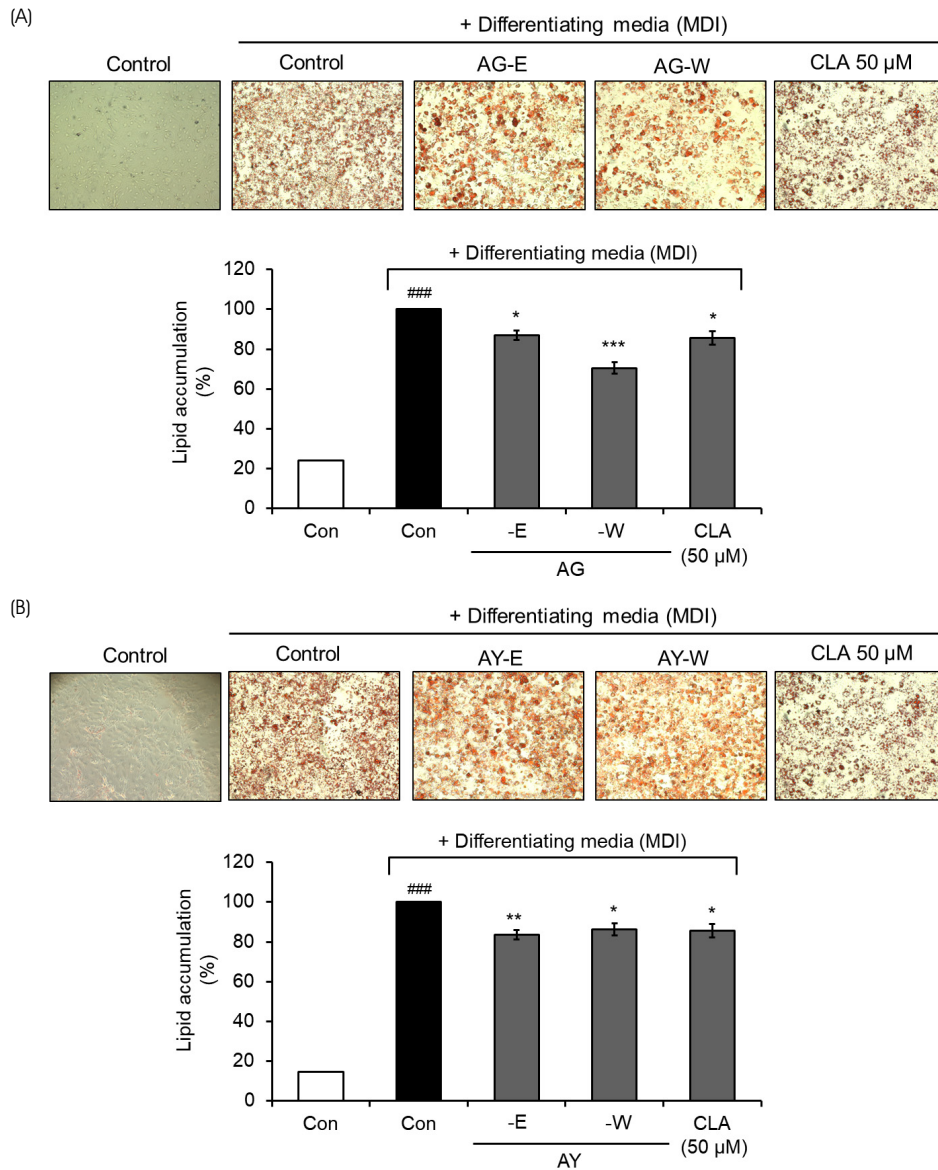 (A)
+ Differentiating media (MDI)
Control Control AG-E AG-W CLA 50 µM
+ Differentiating media (MDI)
Lipid accumulation
(%)
120
100
80
60
40
20
0
###
*
***
*
Con Con -E -W CLA
(50 µM)
AG
(B)
+ Differentiating media (MDI)
Control Control AY-E AY-W CLA 50 µM
+ Differentiating media (MDI)
Lipid accumulation
(%)
120
100
80
60
40
20
0
###
**
*
*
Con Con -E -W CLA
(50 µM)
AY